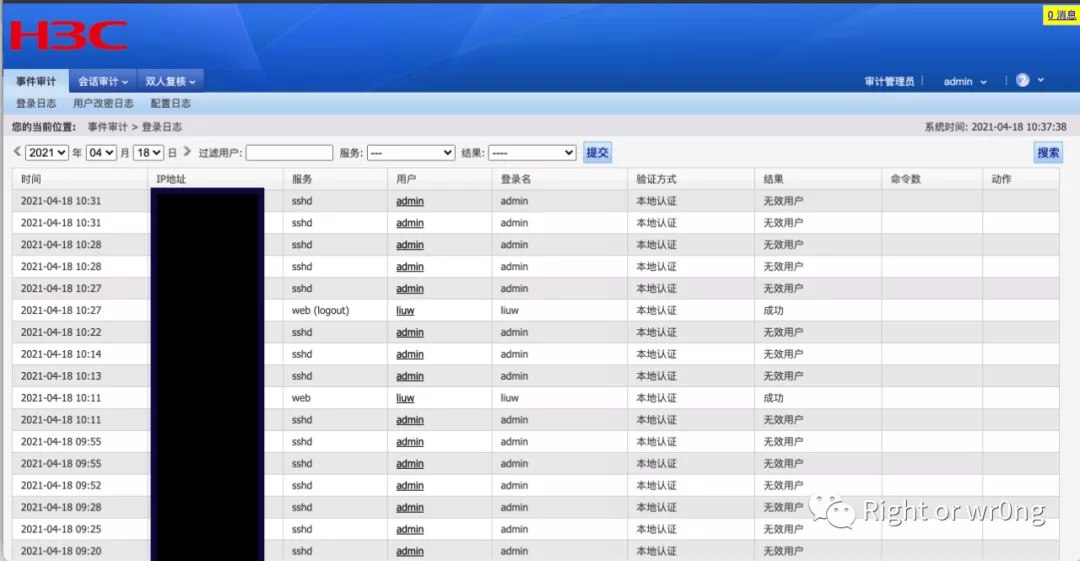 0 消息
H3C
事件审计 会话审计 双人复核 审计管理员 admin ?
登录日志 用户改密日志 配置日志
您的当前位置: 事件审计 > 登录日志 系统时间: 2021-04-18 10:37:38
2021 年 04 月 18 日 过滤用户: 服务: --- 结果: ---- 提交 搜索
时间 IP地址 服务 用户 登录名 验证方式 结果 命令数 动作
2021-04-18 10:31 sshd admin admin 本地认证 无效用户
2021-04-18 10:31 sshd admin admin 本地认证 无效用户
2021-04-18 10:28 sshd admin admin 本地认证 无效用户
2021-04-18 10:28 sshd admin admin 本地认证 无效用户
2021-04-18 10:27 sshd admin admin 本地认证 无效用户
2021-04-18 10:27 web (logout) liuw liuw 本地认证 成功
2021-04-18 10:22 sshd admin admin 本地认证 无效用户
2021-04-18 10:14 sshd admin admin 本地认证 无效用户
2021-04-18 10:13 sshd admin admin 本地认证 无效用户
2021-04-18 10:11 web liuw liuw 本地认证 成功
2021-04-18 10:11 sshd admin admin 本地认证 无效用户
2021-04-18 09:55 sshd admin admin 本地认证 无效用户
2021-04-18 09:55 sshd admin admin 本地认证 无效用户
2021-04-18 09:52 sshd admin admin 本地认证 无效用户
2021-04-18 09:28 sshd admin admin 本地认证 无效用户
2021-04-18 09:25 sshd admin admin 本地认证 无效用户
2021-04-18 09:20 sshd admin admin 本地认证 无效用户
Right or wr0ng